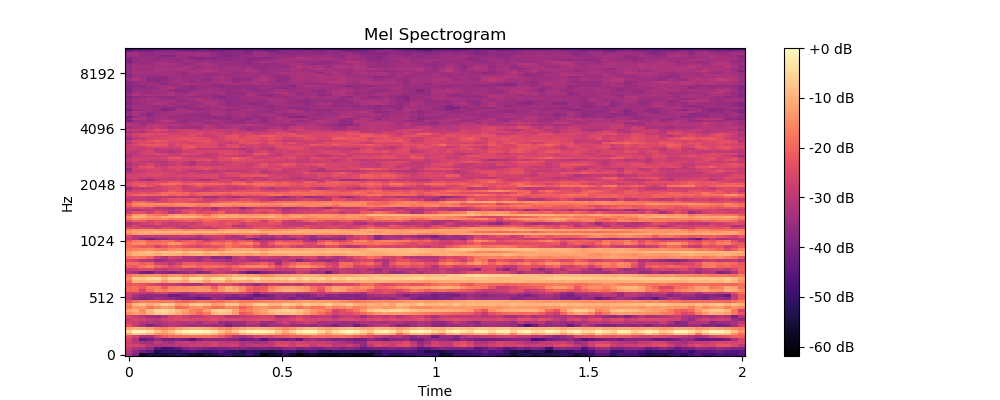 Mel Spectrogram
8192
4096
2048
1024
512
0
Hz
0
0.5
1
1.5
2
Time
+0 dB
-10 dB
-20 dB
-30 dB
-40 dB
-50 dB
-60 dB